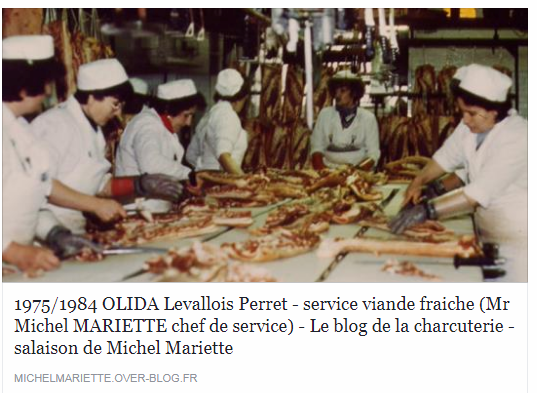 1975/1984 OLIDA Levallois Perret - service viande fraiche (Mr
Michel MARIETTE chef de service) - Le blog de la charcuterie -
salaison de Michel Mariette
MICHELMARIETTE.OVER-BLOG.FR